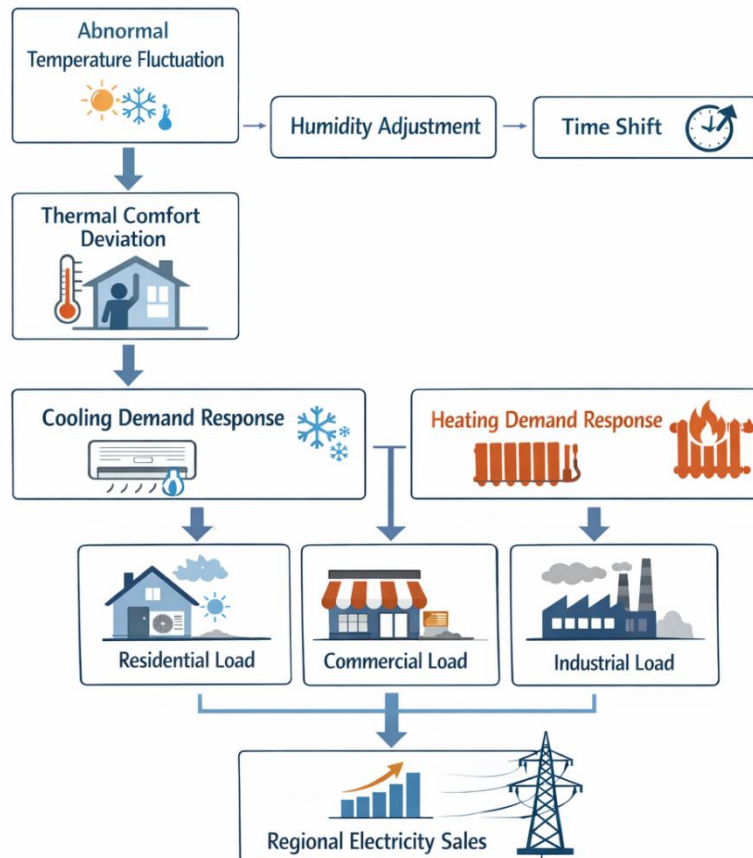 Abnormal
Temperature Fluctuation
Humidity Adjustment
Time Shift
Thermal Comfort
Deviation
Cooling Demand Response
Heating Demand Response
Residential Load
Commercial Load
Industrial Load
Regional Electricity Sales